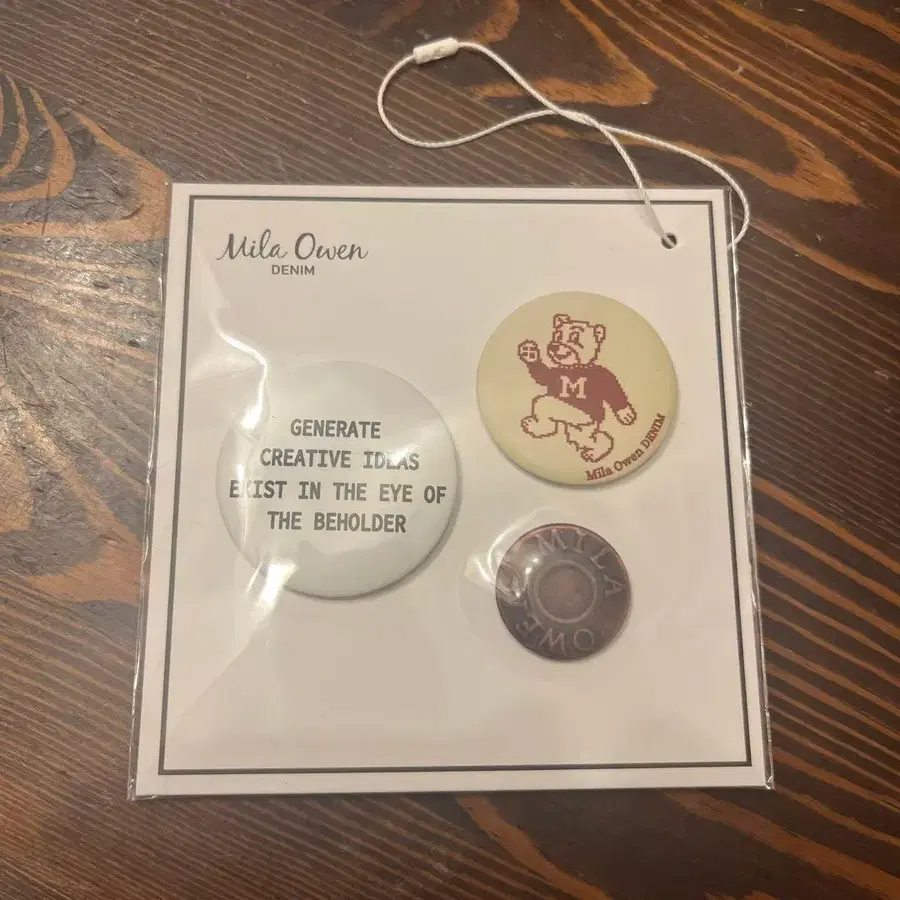 Mila Owen
DENIM
GENERATE
CREATIVE IDEAS
EXIST IN THE EYE OF
THE BEHOLDER
M
Mila Owen DENIM
MILA
OWEN